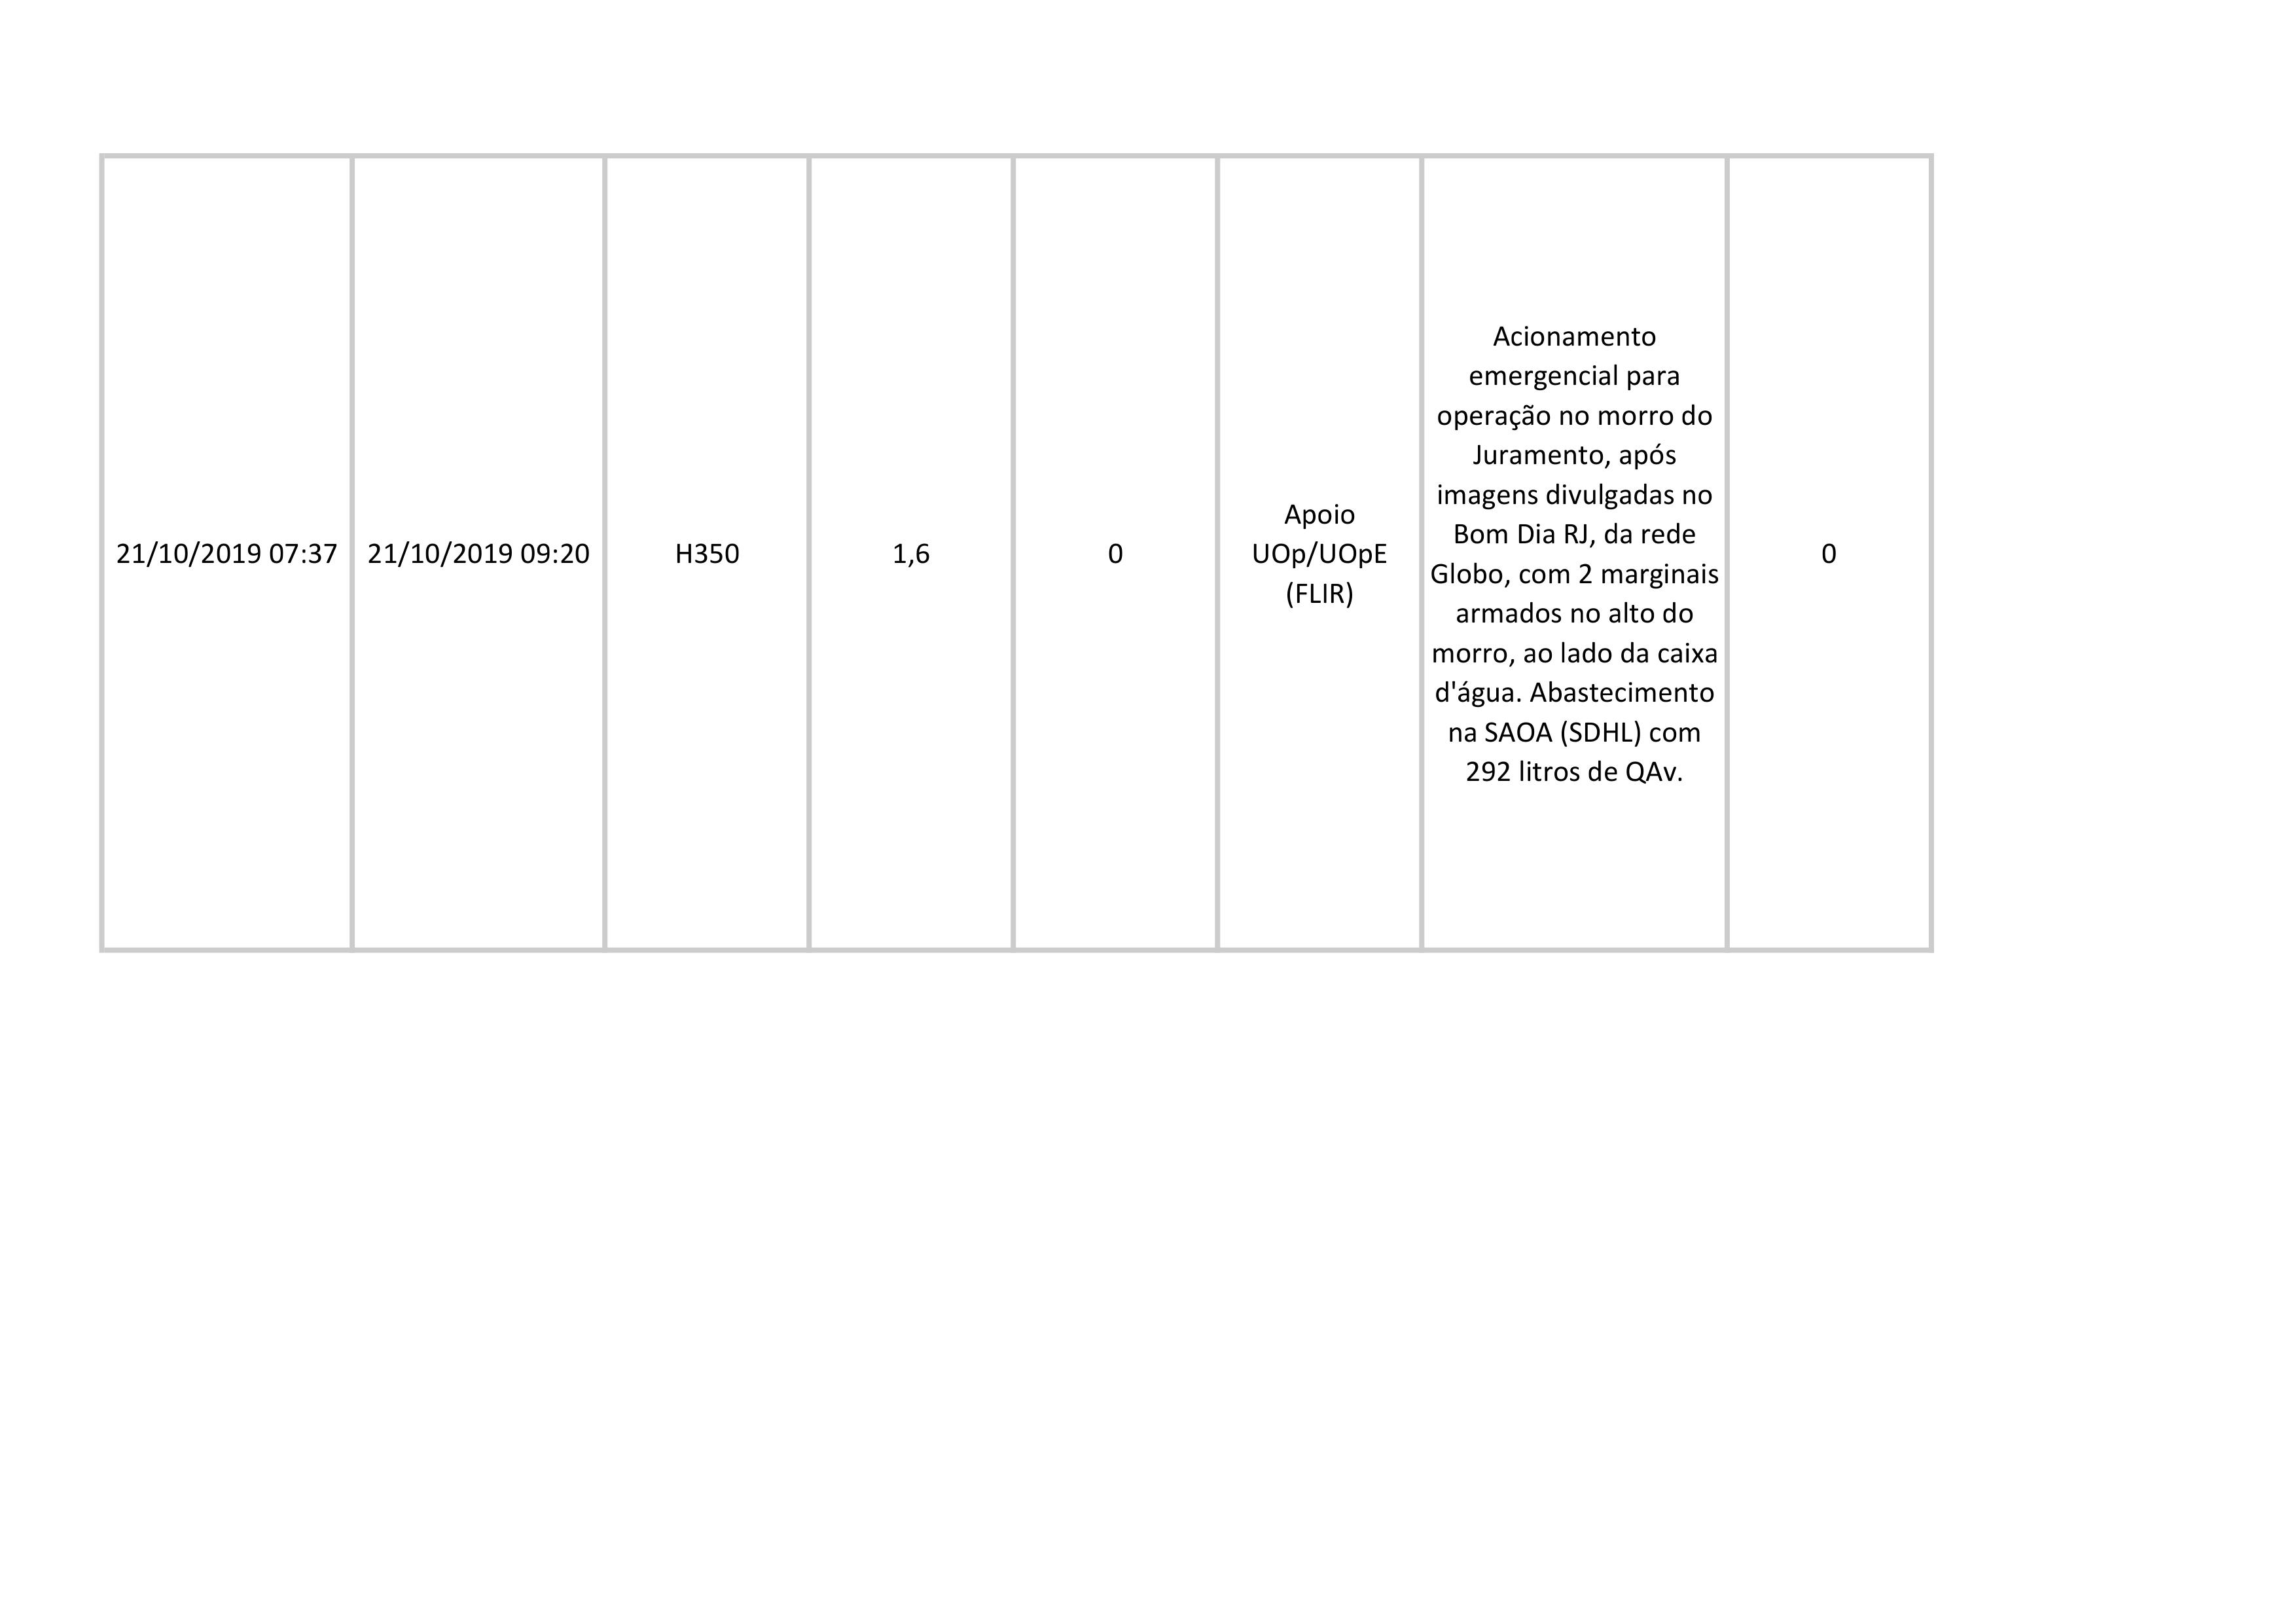 21/10/2019 07:37
21/10/2019 09:20
H350
1,6
0
Apoio
UOp/UOpE
(FLIR)
Acionamento
emergencial para
operação no morro do
Juramento, após
imagens divulgadas no
Bom Dia RJ, da rede
Globo, com 2 marginais
armados no alto do
morro, ao lado da caixa
d'água. Abastecimento
na SAOA (SDHL) com
292 litros de QAv.
0